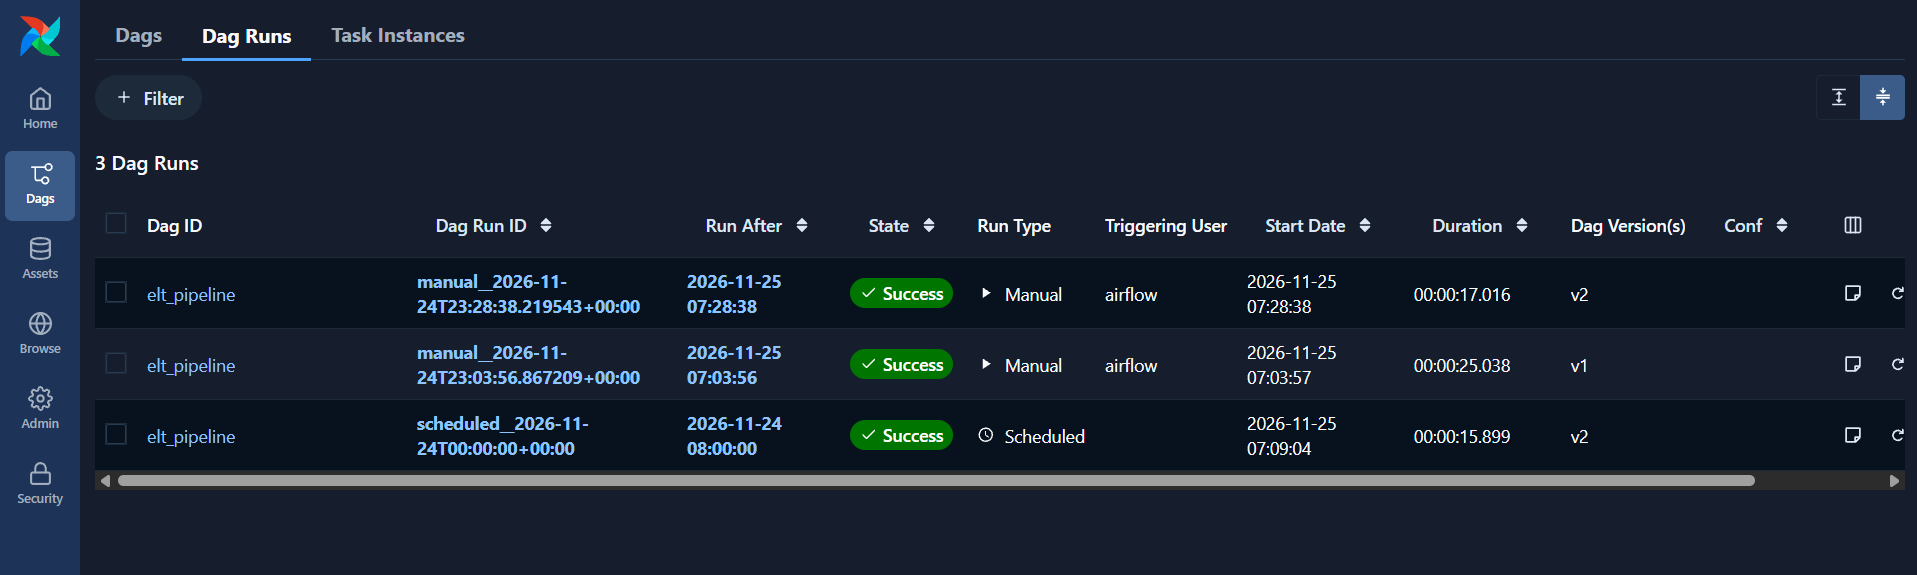 Dags Dag Runs Task Instances
Home
Dags
Assets
Browse
Admin
Security
+ Filter
3 Dag Runs
Dag ID Dag Run ID Run After State Run Type Triggering User Start Date Duration Dag Version(s) Conf
elt_pipeline manual__2026-11-24T23:28:38.219543+00:00 2026-11-25 07:28:38 Success Manual airflow 2026-11-25 07:28:38 00:00:17.016 v2
elt_pipeline manual__2026-11-24T23:03:56.867209+00:00 2026-11-25 07:03:56 Success Manual airflow 2026-11-25 07:03:57 00:00:25.038 v1
elt_pipeline scheduled__2026-11-24T00:00:00+00:00 2026-11-24 08:00:00 Success Scheduled 2026-11-25 07:09:04 00:00:15.899 v2